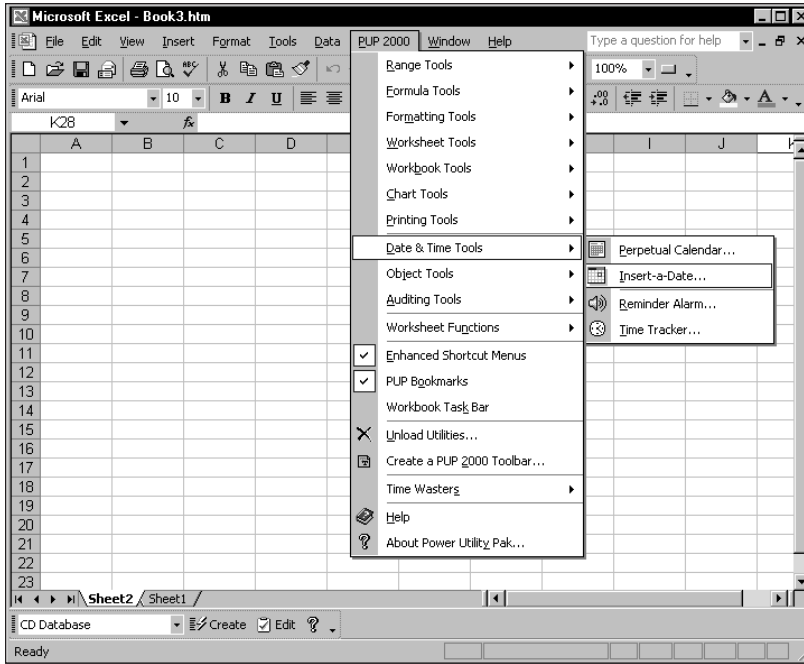 Microsoft Excel - Book3.htm
File Edit View Insert Format Tools Data PUP 2000 Window Help Type a question for help
100%
Arial 10 B I U
K28 fx
A B C D I J K
1
2
3
4
5
6
7
8
9
10
11
12
13
14
15
16
17
18
19
20
21
22
23
Range Tools
Formula Tools
Formatting Tools
Worksheet Tools
Workbook Tools
Chart Tools
Printing Tools
Date & Time Tools
Object Tools
Auditing Tools
Worksheet Functions
Enhanced Shortcut Menus
PUP Bookmarks
Workbook Task Bar
Unload Utilities...
Create a PUP 2000 Toolbar...
Time Wasters
Help
About Power Utility Pak...
Perpetual Calendar...
Insert-a-Date...
Reminder Alarm...
Time Tracker...
Sheet2 Sheet1
CD Database Create Edit
Ready